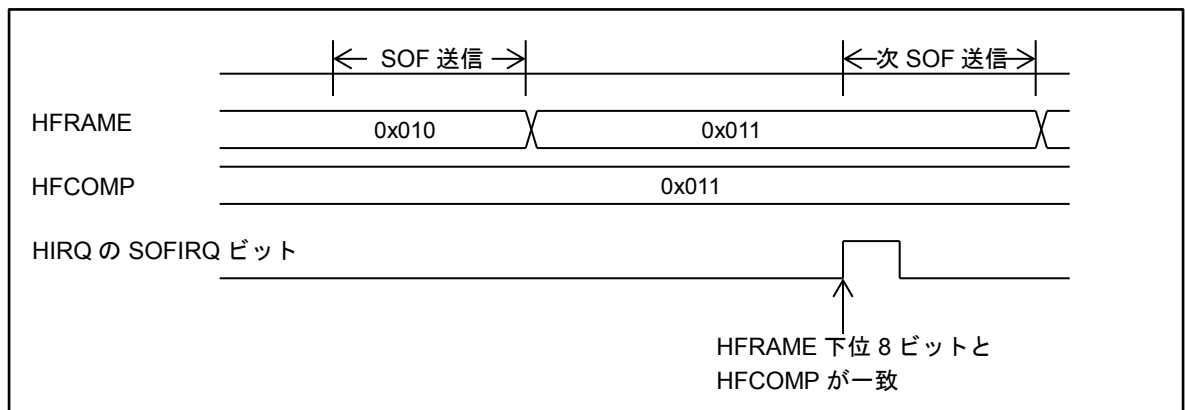 SOF 送信
次 SOF 送信
HFRAME
0x010
0x011
HFCOMP
0x011
HIRQ の SOFIRQ ビット
HFRAME 下位 8 ビットと
HFCOMP が一致